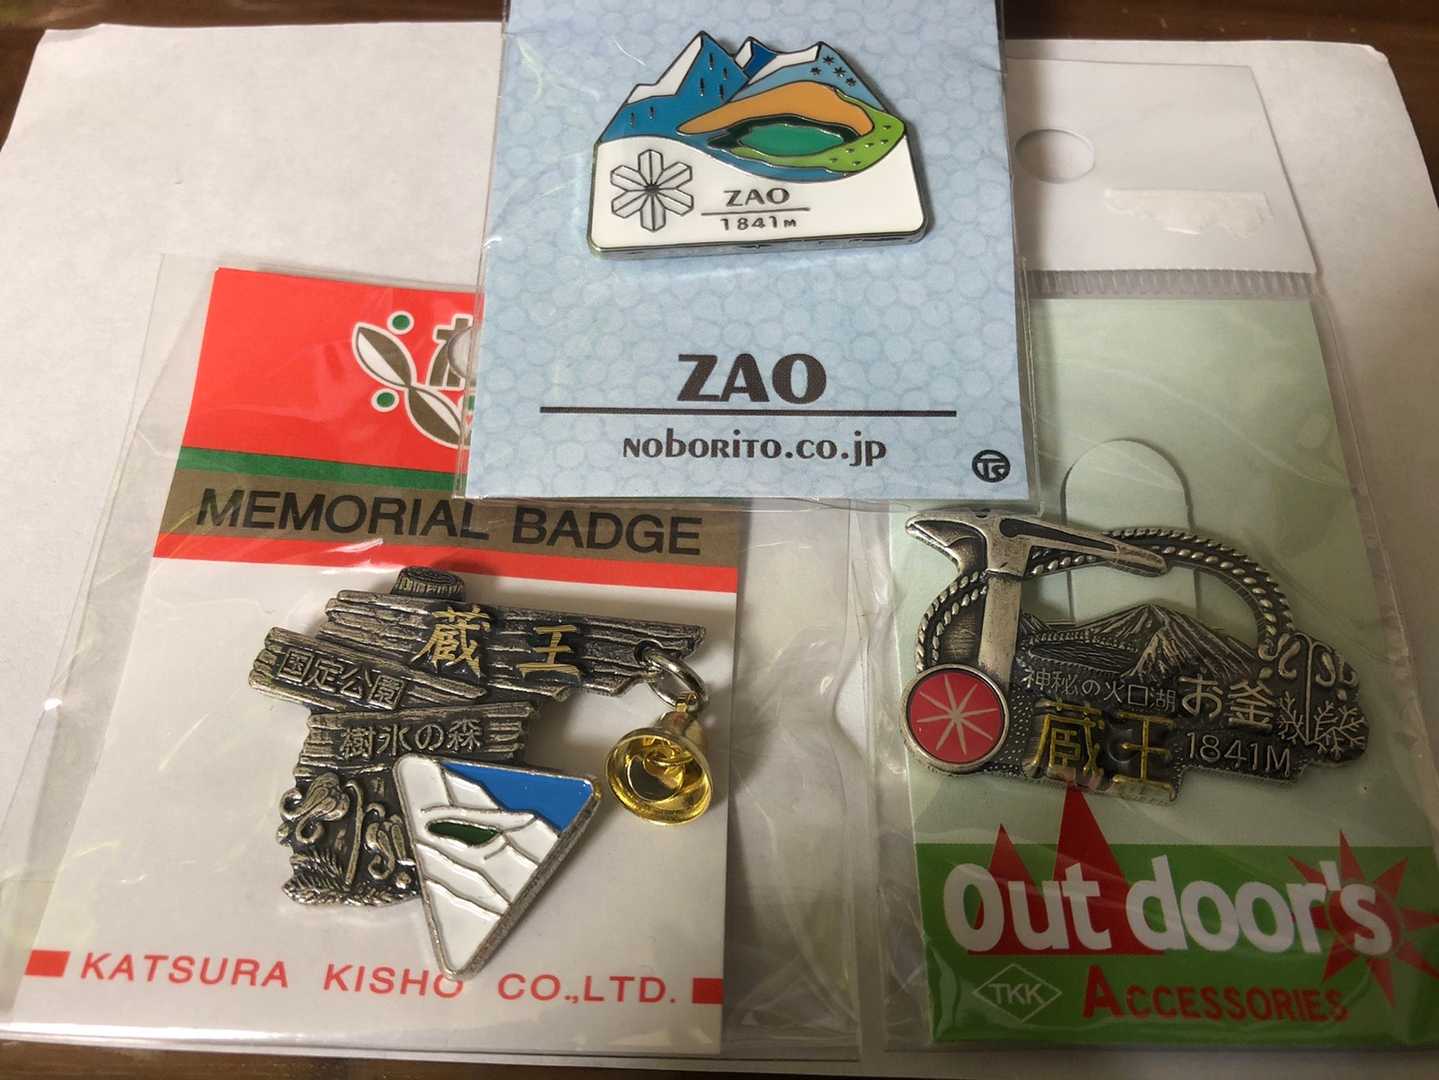 ZAO
1841M
ZAO
NOBORITO.CO.jp
MEMORIAL BADGE
蔵王
国定公園
樹氷の森
KATSURA KISHO CO.,LTD.
神秘の火口湖
お釜
蔵王
1841M
Out door's
TKK
ACCESSORIES